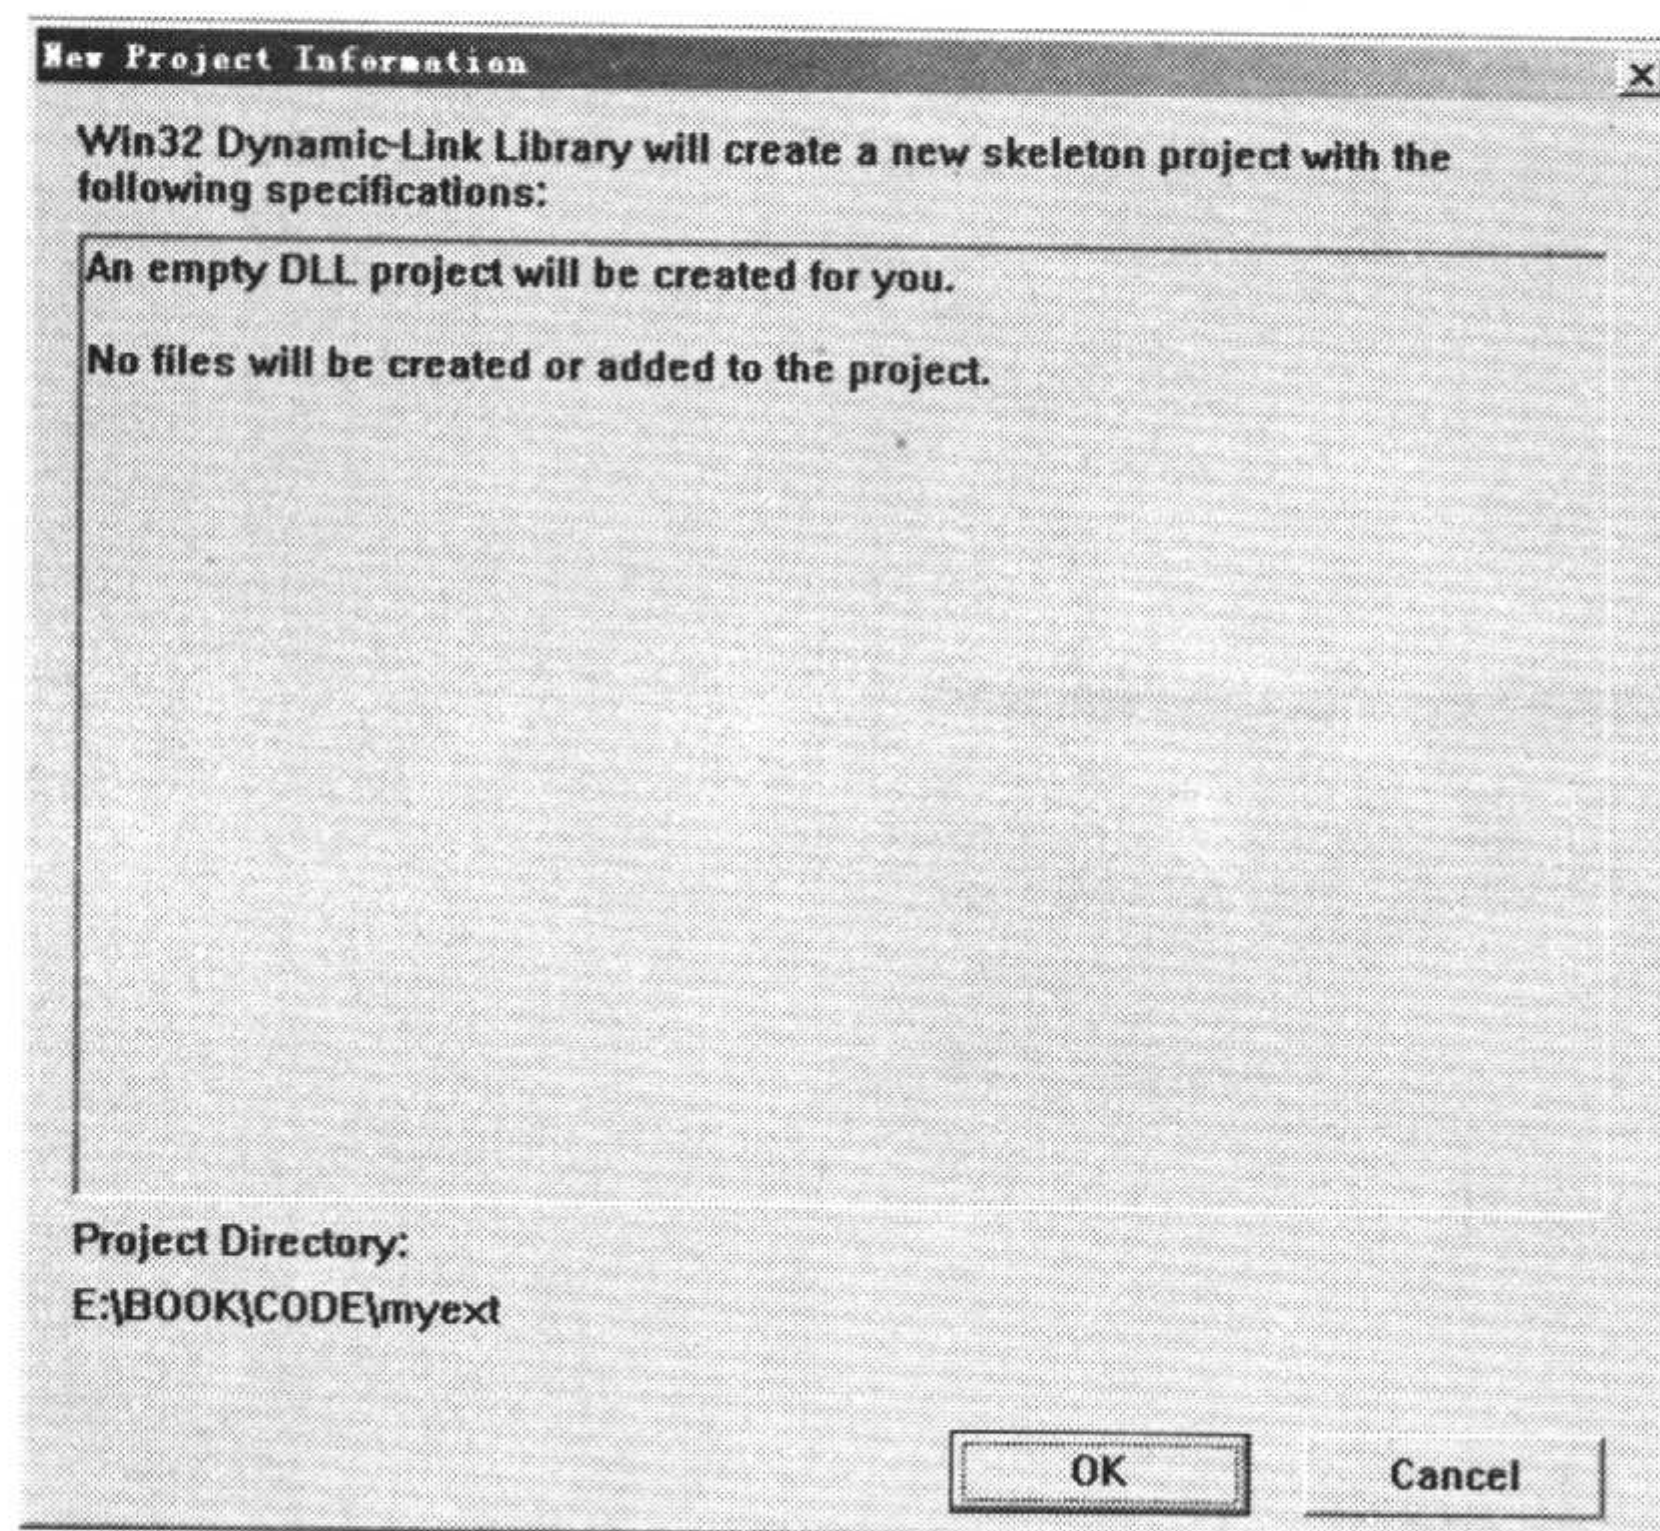 New Project Information
Win32 Dynamic-Link Library will create a new skeleton project with the
following specifications:
An empty DLL project will be created for you.
No files will be created or added to the project.
Project Directory:
E:\BOOK\CODE\myext
OK
Cancel